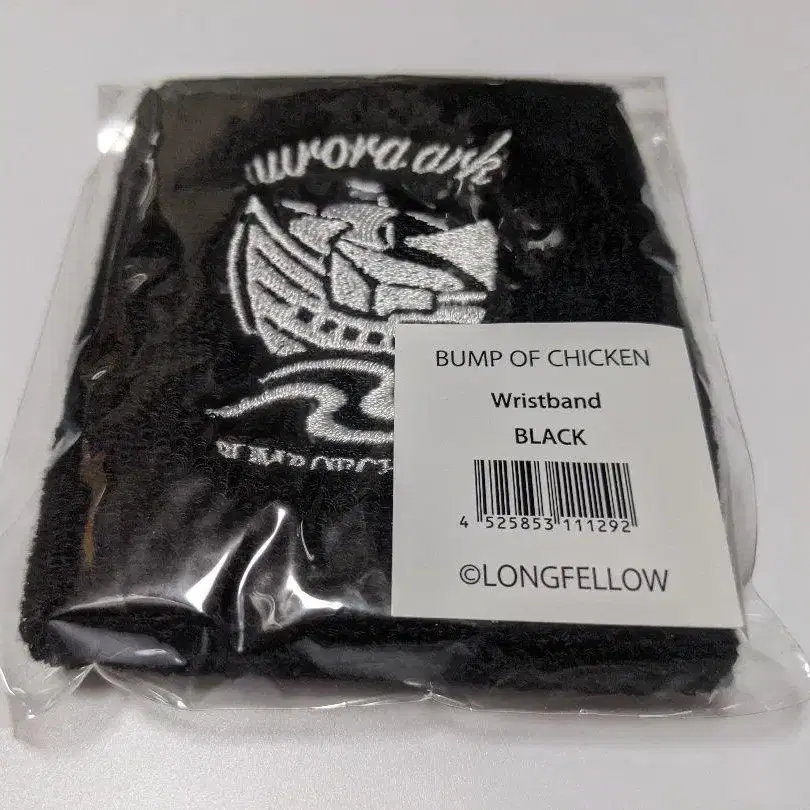 aurora ark
BUMP OF CHICKEN
Wristband
BLACK
4 525853 111292
©LONGFELLOW